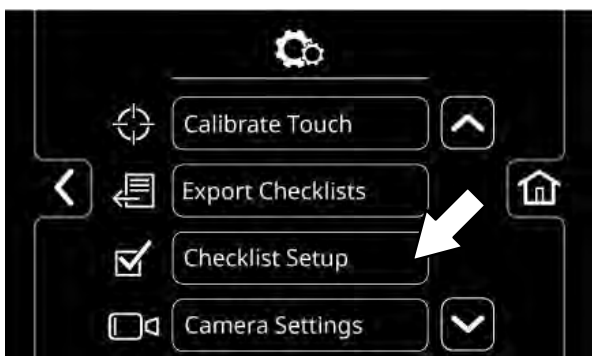 Calibrate Touch
Export Checklists
Checklist Setup
Camera Settings